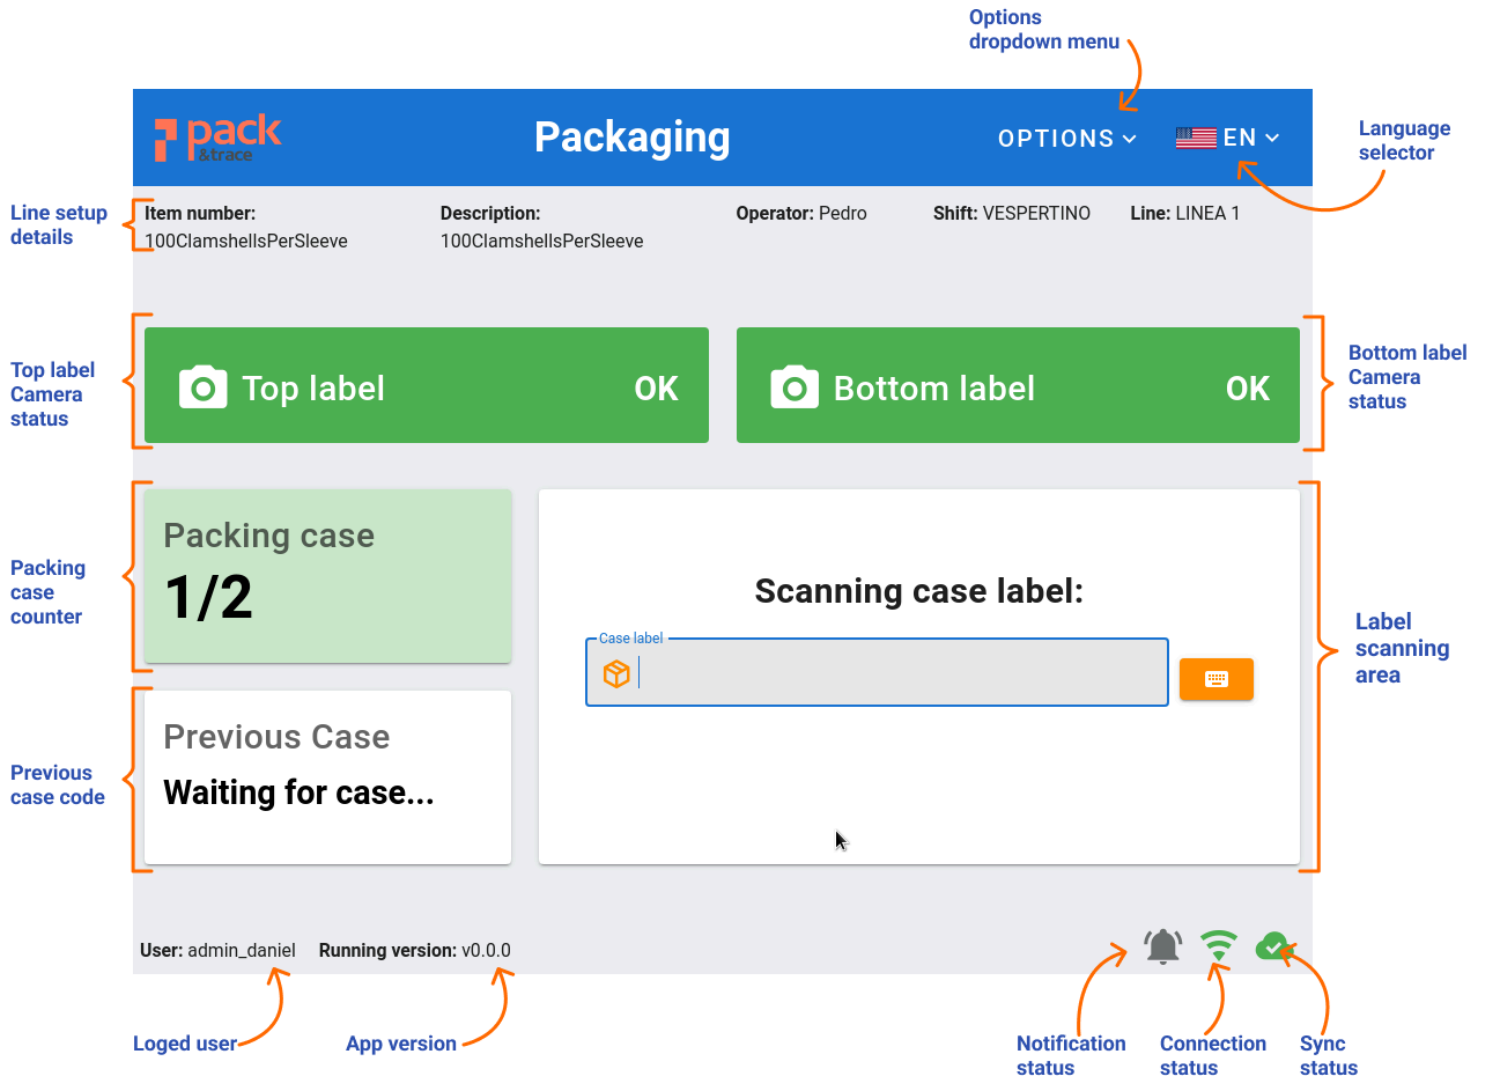 Options
dropdown menu
pack
&trace
Packaging
OPTIONS
EN
Language
selector
Line setup
details
Item number:
100ClamshellsPerSleeve
Description:
100ClamshellsPerSleeve
Operator: Pedro
Shift: VESPERTINO
Line: LINEA 1
Top label
Camera
status
Top label
OK
Bottom label
OK
Bottom label
Camera
status
Packing
case
counter
Packing case
1/2
Scanning case label:
Case label
Label
scanning
area
Previous
case code
Previous Case
Waiting for case...
User: admin_daniel
Running version: v0.0.0
Loged user
App version
Notification
status
Connection
status
Sync
status